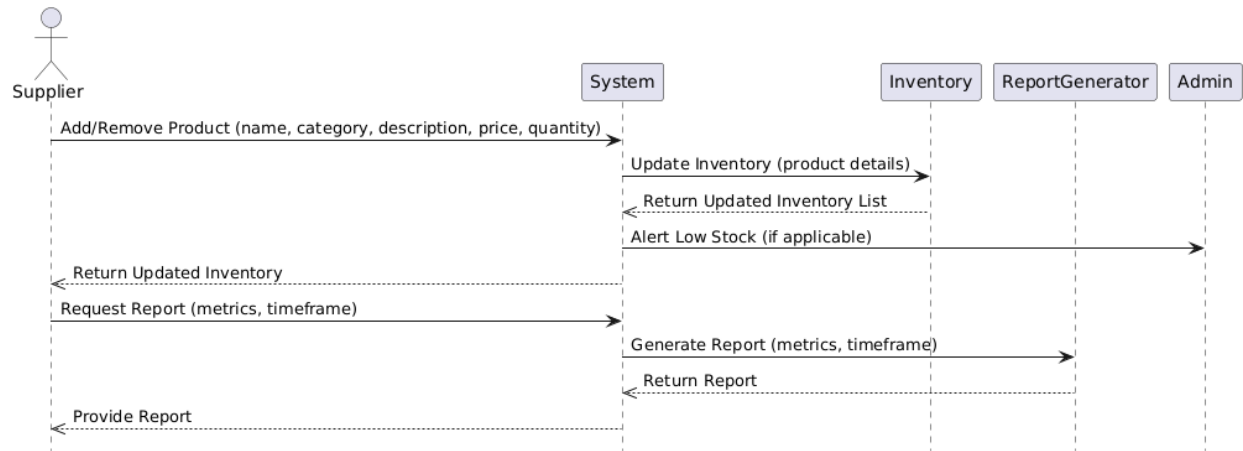 Supplier
System
Inventory
ReportGenerator
Admin
Add/Remove Product (name, category, description, price, quantity)
Update Inventory (product details)
Return Updated Inventory List
Alert Low Stock (if applicable)
Return Updated Inventory
Request Report (metrics, timeframe)
Generate Report (metrics, timeframe)
Return Report
Provide Report